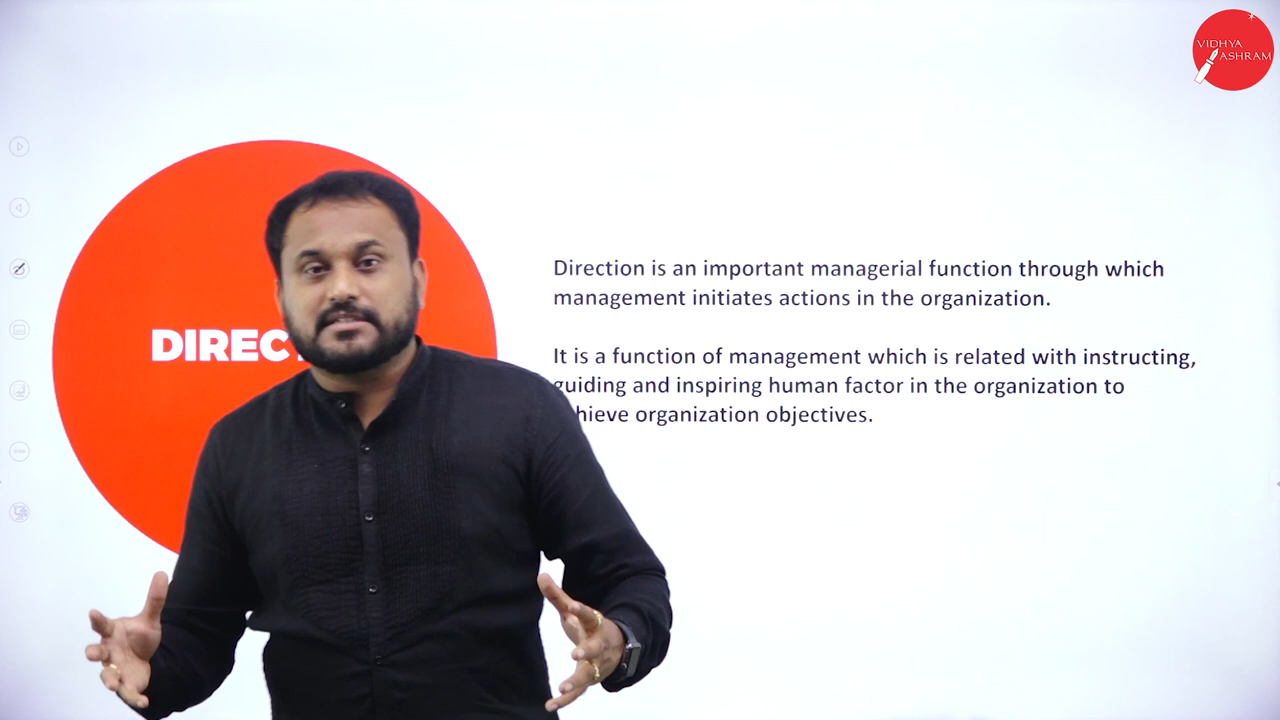 VIDHYA
ASHRAM
DIREC
Direction is an important managerial function through which
management initiates actions in the organization.
It is a function of management which is related with instructing,
guiding and inspiring human factor in the organization to
hieve organization objectives.